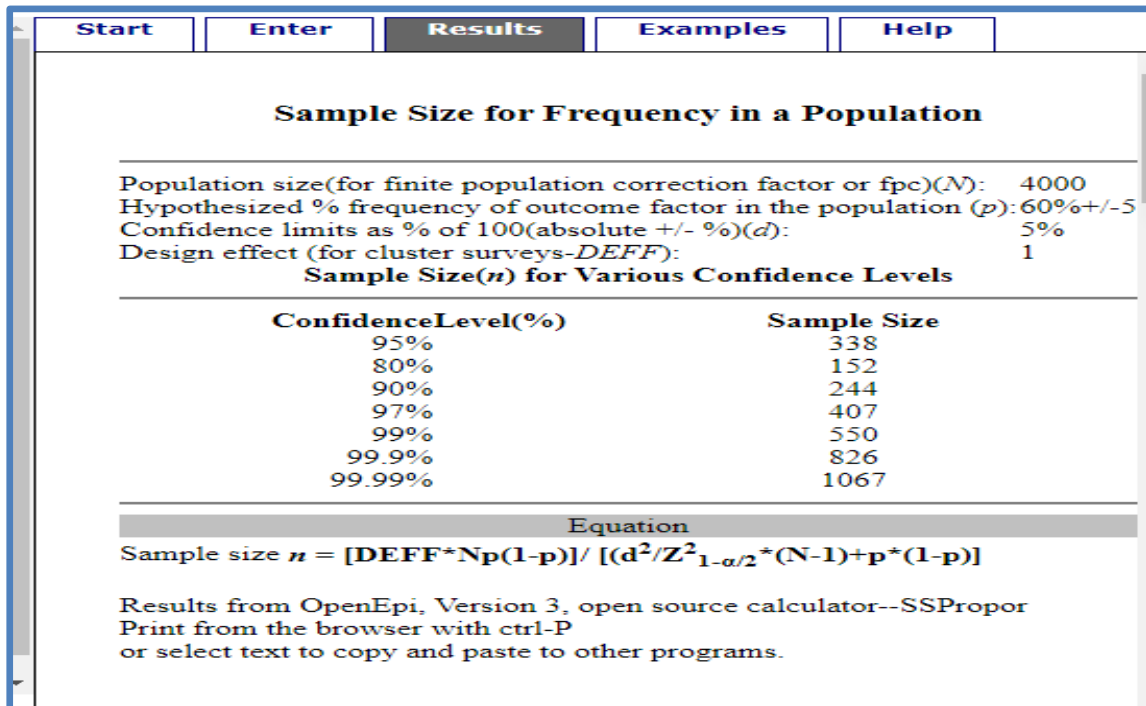 Start Enter Results Examples Help
Sample Size for Frequency in a Population
Population size(for finite population correction factor or fpc)(N): 4000
Hypothesized % frequency of outcome factor in the population (p):60%+/-5
Confidence limits as % of 100(absolute +/- %)(d): 5%
Design effect (for cluster surveys-DEFF): 1
Sample Size(n) for Various Confidence Levels
ConfidenceLevel(%) Sample Size
95% 338
80% 152
90% 244
97% 407
99% 550
99.9% 826
99.99% 1067
Equation
Sample size n = [DEFF*Np(1-p)]/ [(d²/Z²₁₋α/₂*(N-1)+p*(1-p)]
Results from OpenEpi, Version 3, open source calculator--SSPropor
Print from the browser with ctrl-P
or select text to copy and paste to other programs.